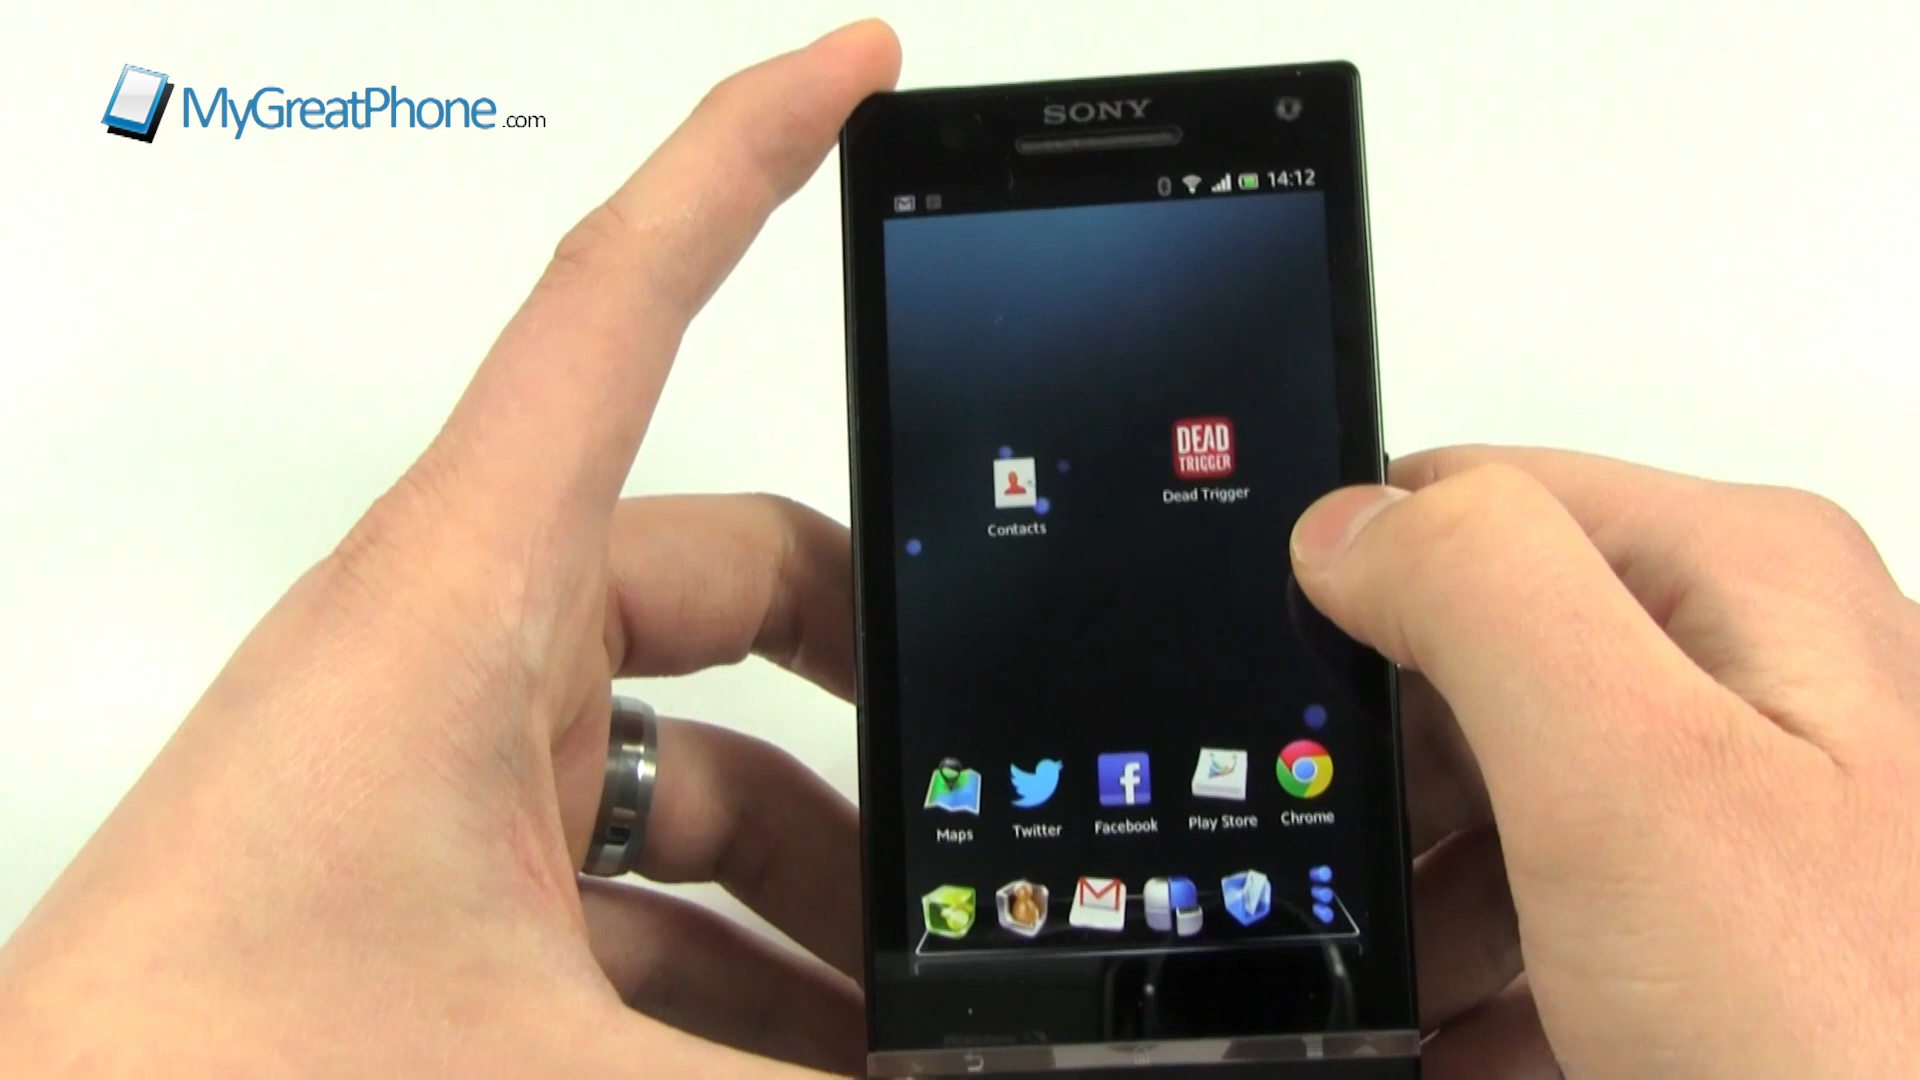 MyGreatPhone.com
SONY
14:12
DEAD
TRIGGER
Dead Trigger
Contacts
Maps
Twitter
Facebook
Play Store
Chrome